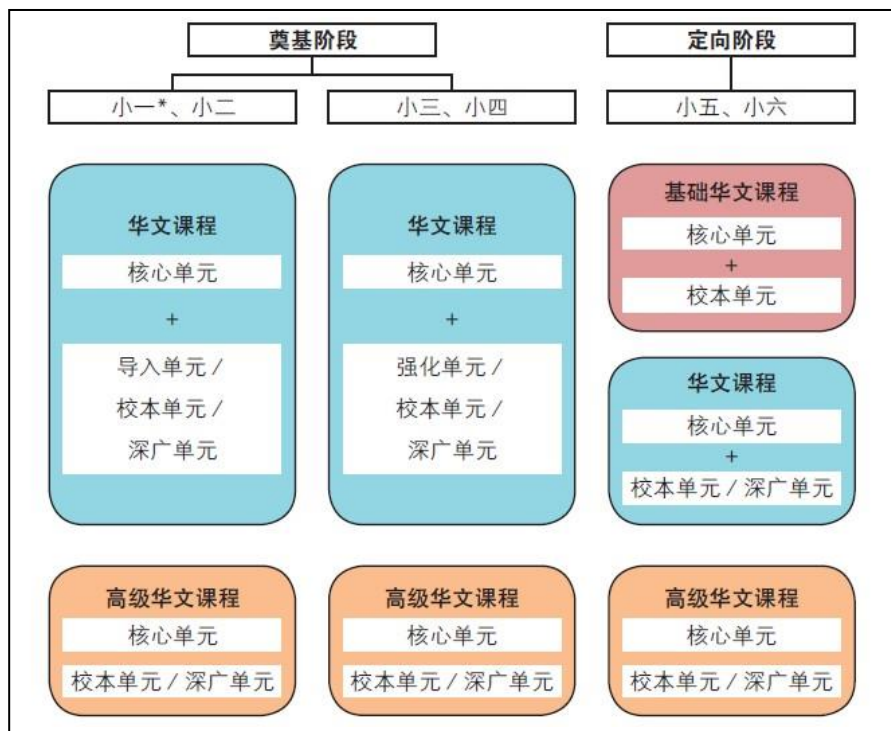 奠基阶段
定向阶段
小一*、小二
小三、小四
小五、小六
华文课程
核心单元
+
导入单元 /
校本单元 /
深广单元
华文课程
核心单元
+
强化单元 /
校本单元 /
深广单元
基础华文课程
核心单元
+
校本单元
华文课程
核心单元
+
校本单元 / 深广单元
高级华文课程
核心单元
校本单元 / 深广单元
高级华文课程
核心单元
校本单元 / 深广单元
高级华文课程
核心单元
校本单元 / 深广单元